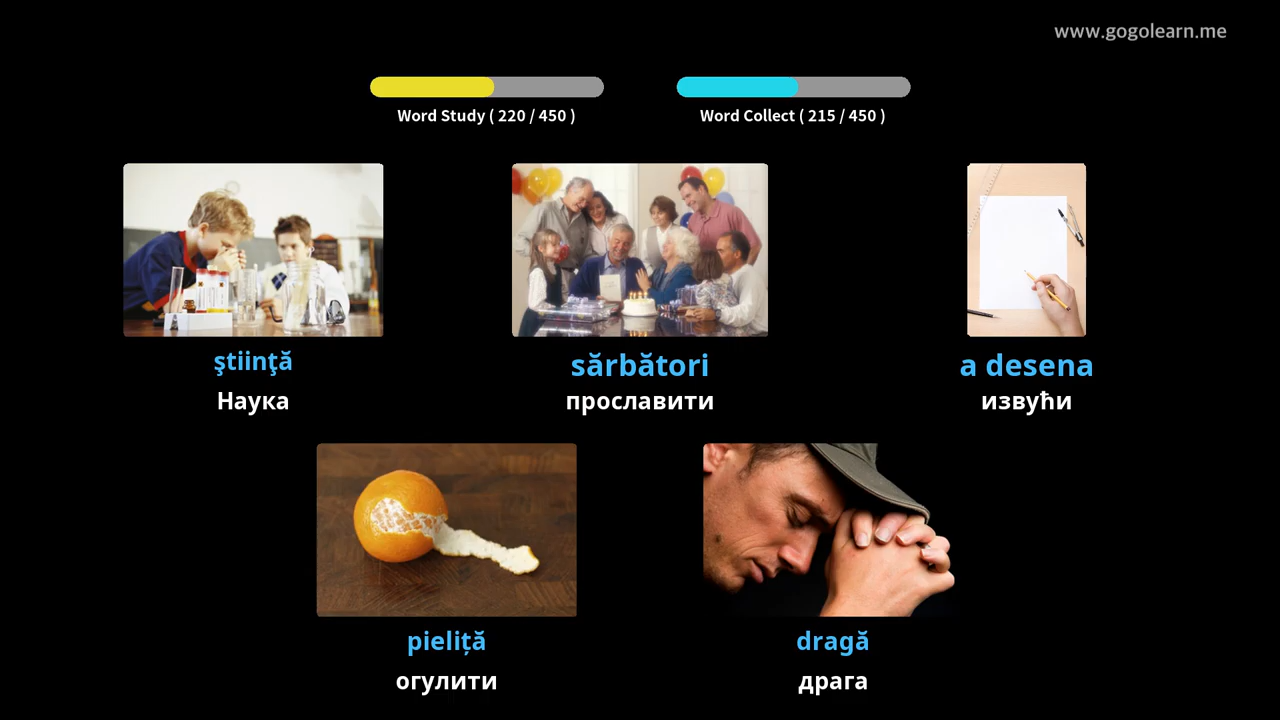 www.gogolearn.me
Word Study ( 220 / 450 )
Word Collect ( 215 / 450 )
ştiinţă
Наука
sărbători
прославити
a desena
извући
pieliță
огулити
dragă
драга